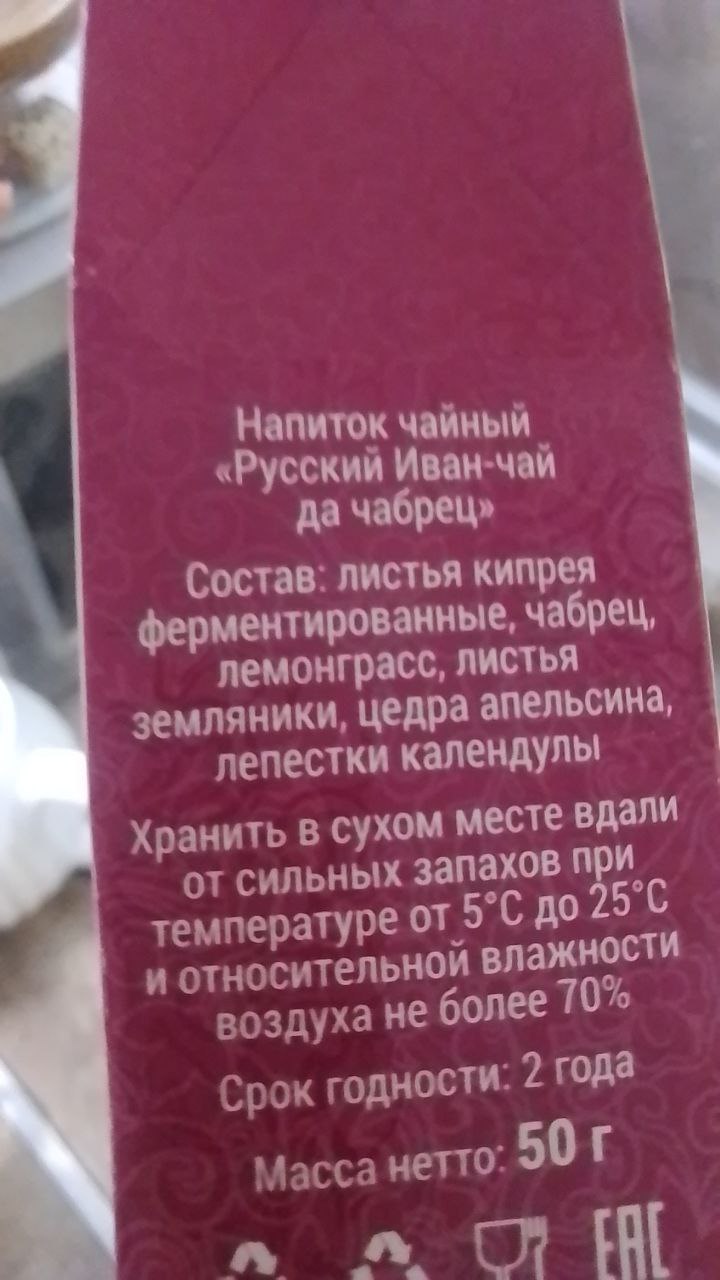 Напиток чайный
«Русский Иван-чай
да чабрец»
Состав: листья кипрея
ферментированные, чабрец,
лемонграсс, листья
земляники, цедра апельсина,
лепестки календулы
Хранить в сухом месте вдали
от сильных запахов при
температуре от 5°C до 25°C
и относительной влажности
воздуха не более 70%
Срок годности: 2 года
Масса нетто: 50 г
EAC